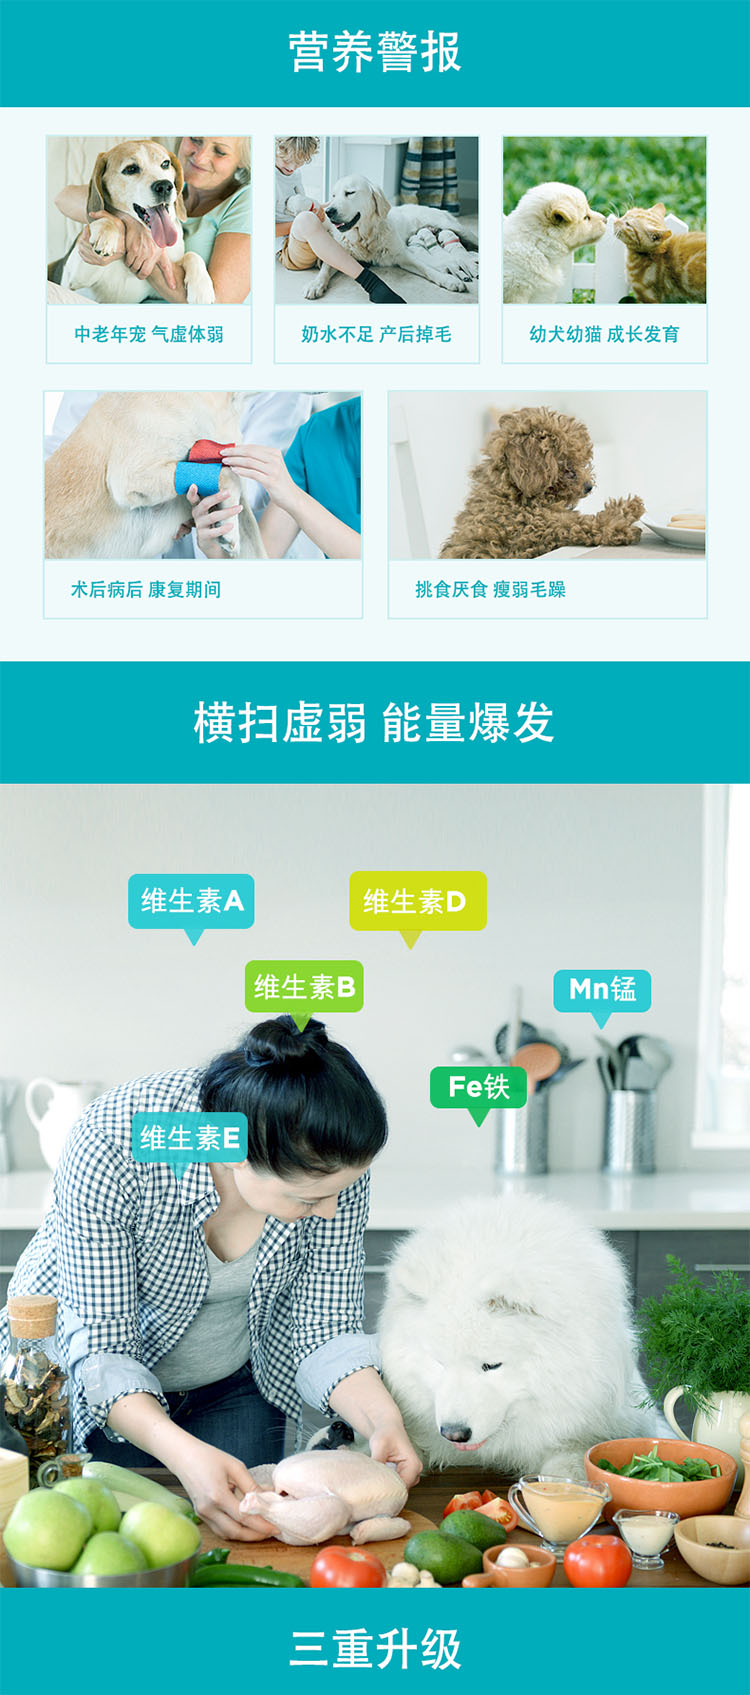 营养警报
中老年宠 气虚体弱
奶水不足 产后掉毛
幼犬幼猫 成长发育
术后病后 康复期间
挑食厌食 瘦弱毛躁
横扫虚弱 能量爆发
维生素A
维生素D
维生素B
Mn锰
Fe铁
维生素E
三重升级